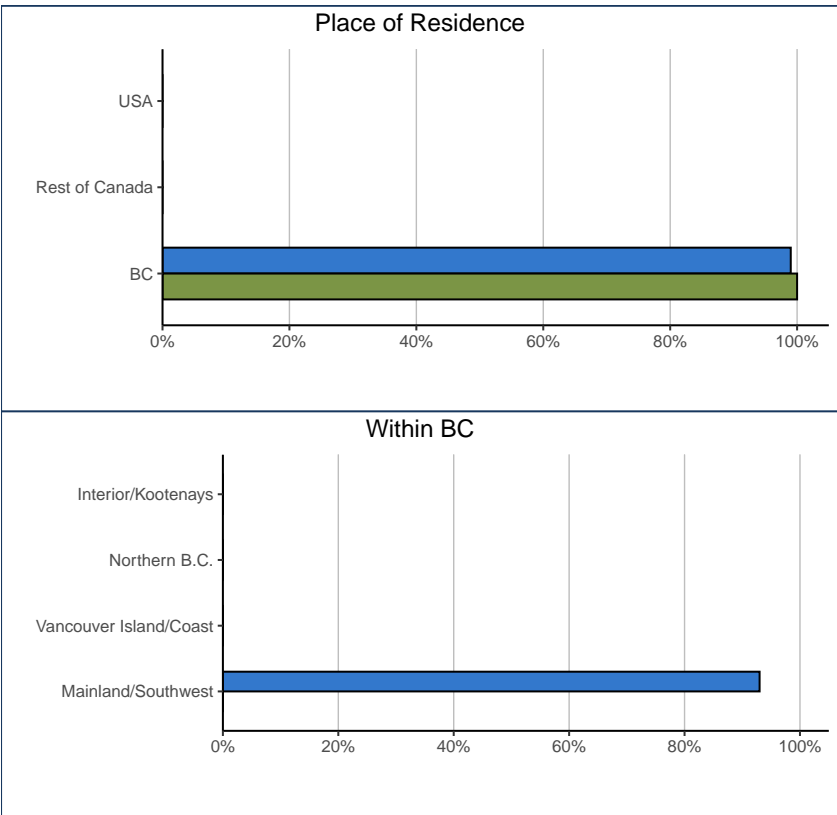 Place of Residence
USA
Rest of Canada
BC
0% 20% 40% 60% 80% 100%
Within BC
Interior/Kootenays
Northern B.C.
Vancouver Island/Coast
Mainland/Southwest
0% 20% 40% 60% 80% 100%